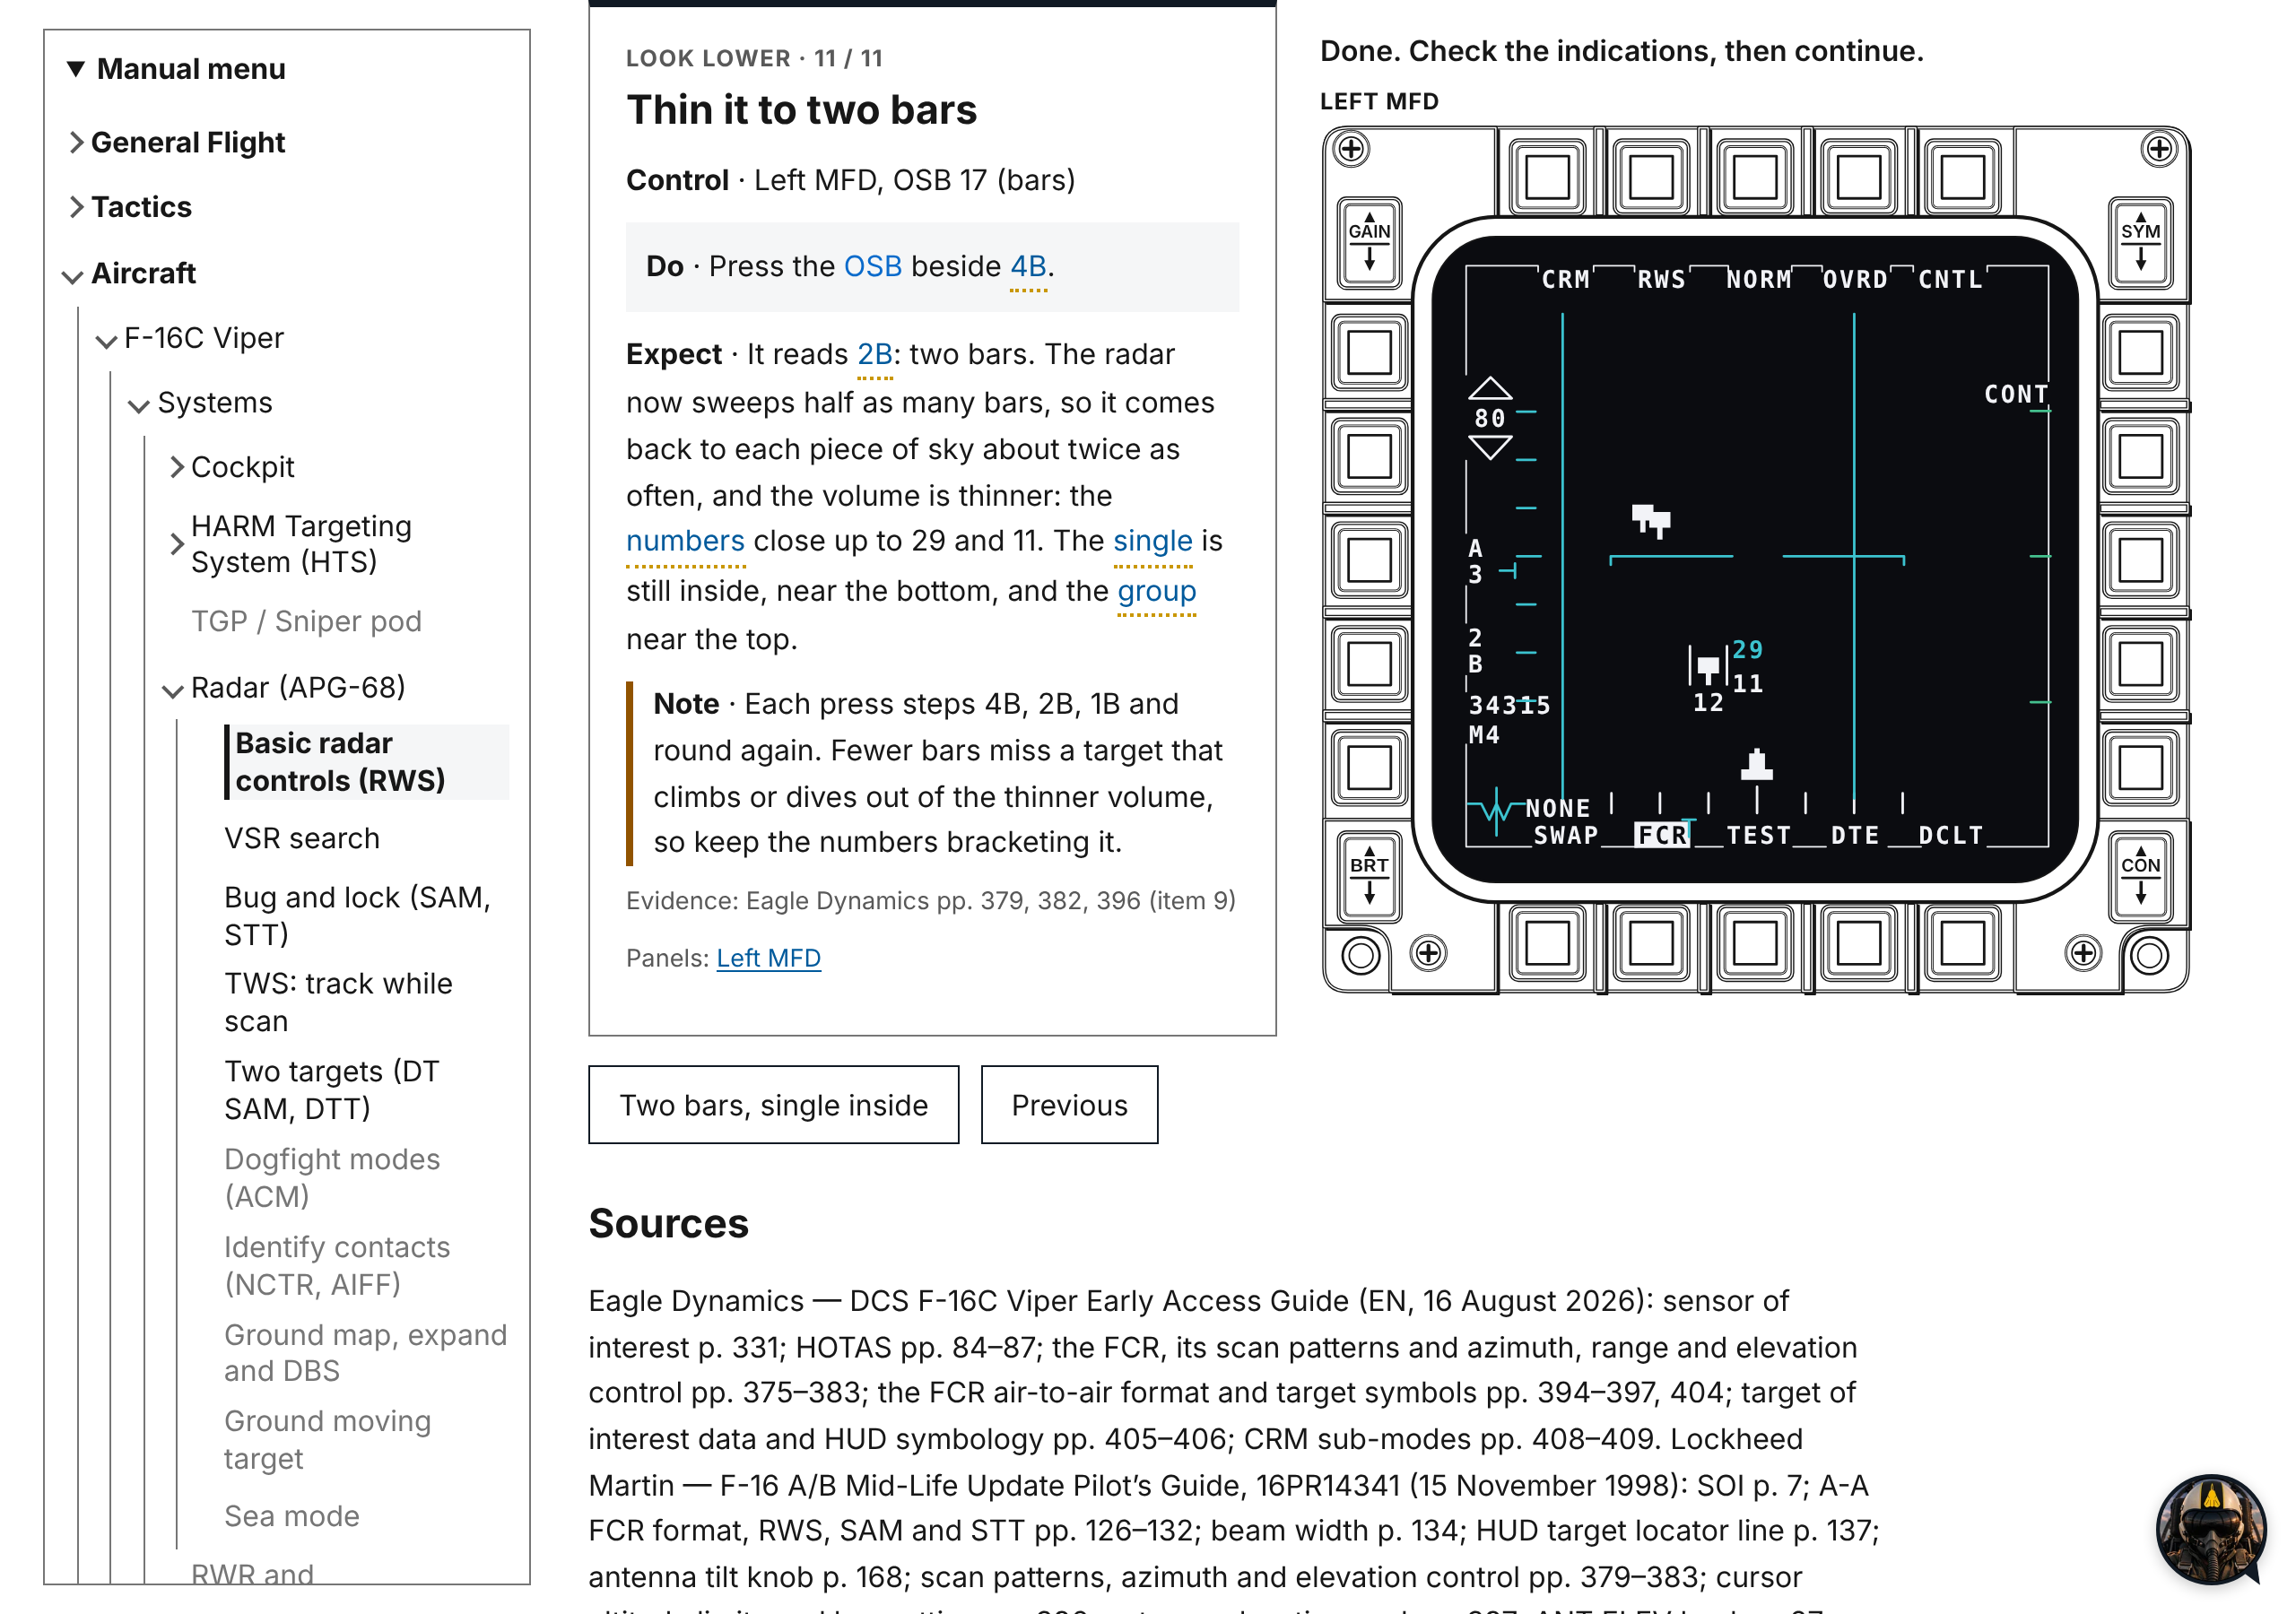 Manual menu
General Flight
Tactics
Aircraft
F-16C Viper
Systems
Cockpit
HARM Targeting
System (HTS)
TGP / Sniper pod
Radar (APG-68)
Basic radar
controls (RWS)
VSR search
Bug and lock (SAM,
STT)
TWS: track while
scan
Two targets (DT
SAM, DTT)
Dogfight modes
(ACM)
Identify contacts
(NCTR, AIFF)
Ground map, expand
and DBS
Ground moving
target
Sea mode
RWR and
LOOK LOWER · 11 / 11
Thin it to two bars
Control · Left MFD, OSB 17 (bars)
Do · Press the OSB beside 4B.
Expect · It reads 2B: two bars. The radar
now sweeps half as many bars, so it comes
back to each piece of sky about twice as
often, and the volume is thinner: the
numbers close up to 29 and 11. The single is
still inside, near the bottom, and the group
near the top.
Note · Each press steps 4B, 2B, 1B and
round again. Fewer bars miss a target that
climbs or dives out of the thinner volume,
so keep the numbers bracketing it.
Evidence: Eagle Dynamics pp. 379, 382, 396 (item 9)
Panels: Left MFD
Two bars, single inside
Previous
Done. Check the indications, then continue.
LEFT MFD
GAIN
SYM
CRM RWS NORM OVRD CNTL
CONT
80
A
3
2
B
29
11
12
34315
M4
NONE
SWAP FCR TEST DTE DCLT
BRT
CON
Sources
Eagle Dynamics — DCS F-16C Viper Early Access Guide (EN, 16 August 2026): sensor of
interest p. 331; HOTAS pp. 84–87; the FCR, its scan patterns and azimuth, range and elevation
control pp. 375–383; the FCR air-to-air format and target symbols pp. 394–397, 404; target of
interest data and HUD symbology pp. 405–406; CRM sub-modes pp. 408–409. Lockheed
Martin — F-16 A/B Mid-Life Update Pilot’s Guide, 16PR14341 (15 November 1998): SOI p. 7; A-A
FCR format, RWS, SAM and STT pp. 126–132; beam width p. 134; HUD target locator line p. 137;
antenna tilt knob p. 168; scan patterns, azimuth and elevation control pp. 379–383; cursor